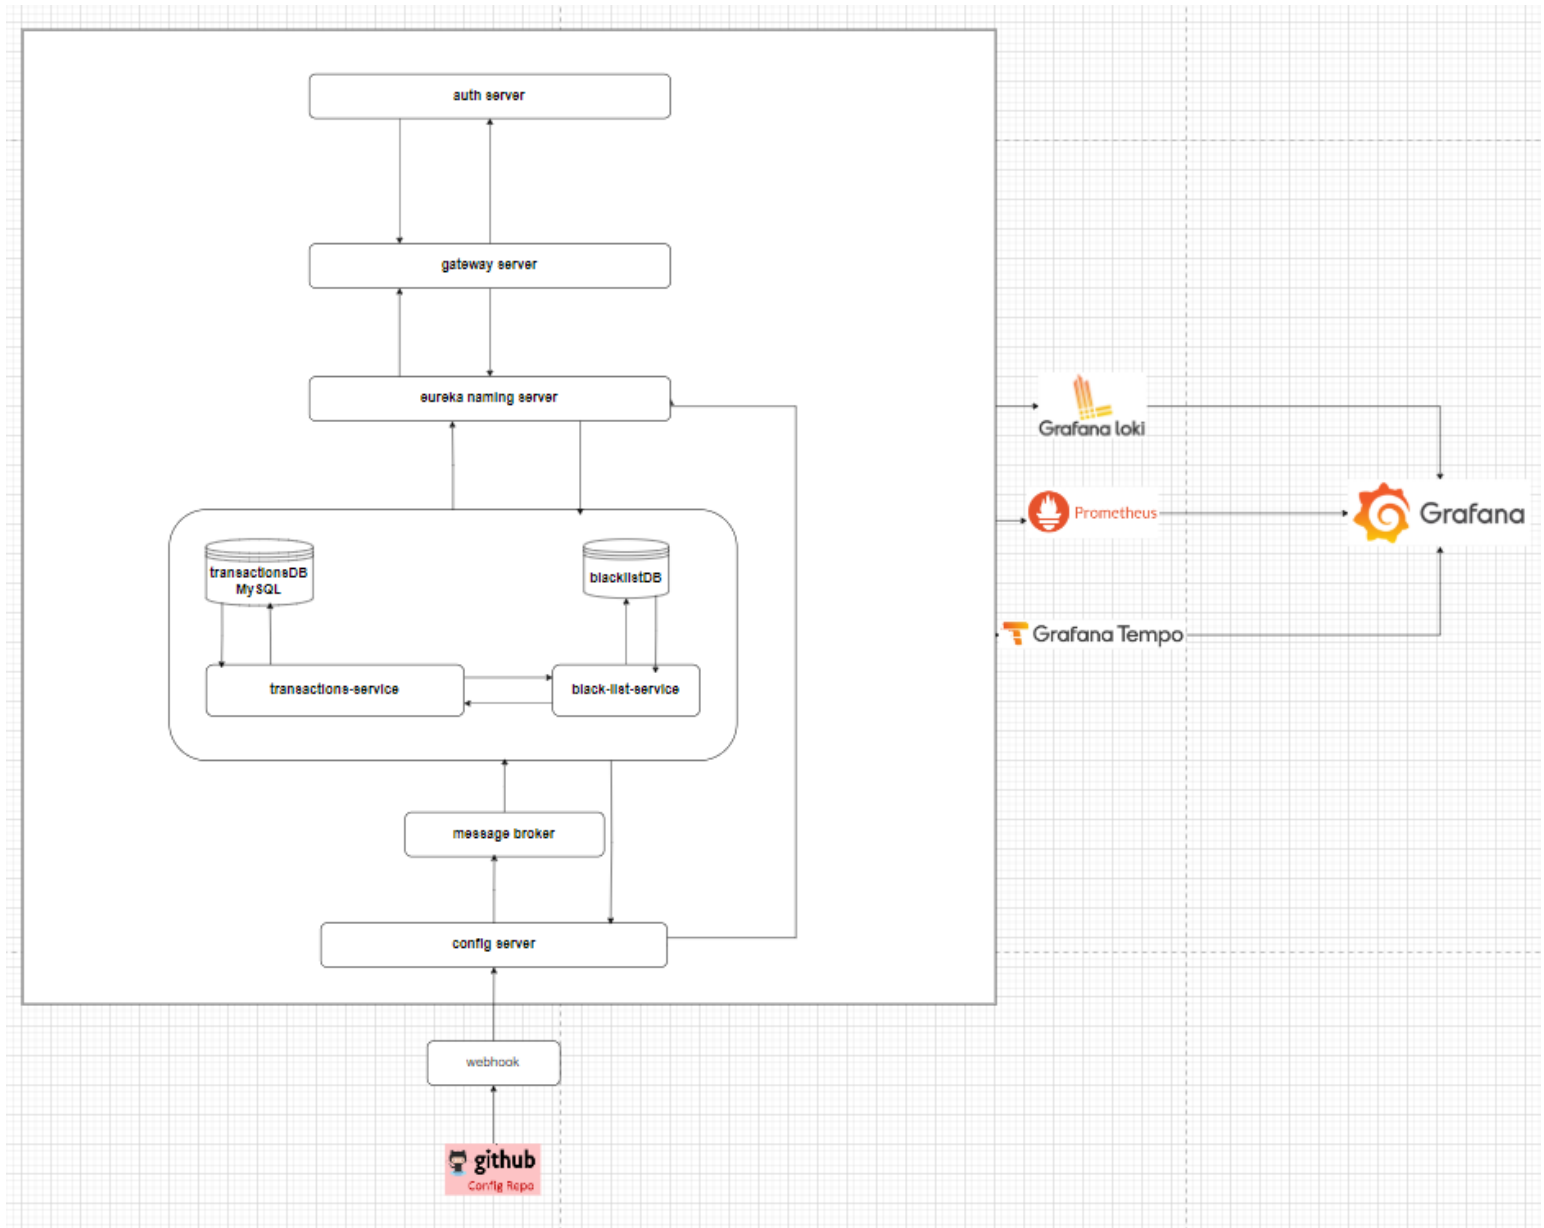 auth server
gateway server
eureka naming server
Grafana loki
Prometheus
Grafana
transactionsDB
MySQL
blacklistDB
Grafana Tempo
transactions-service
black-list-service
message broker
config server
webhook
github
Config Repo